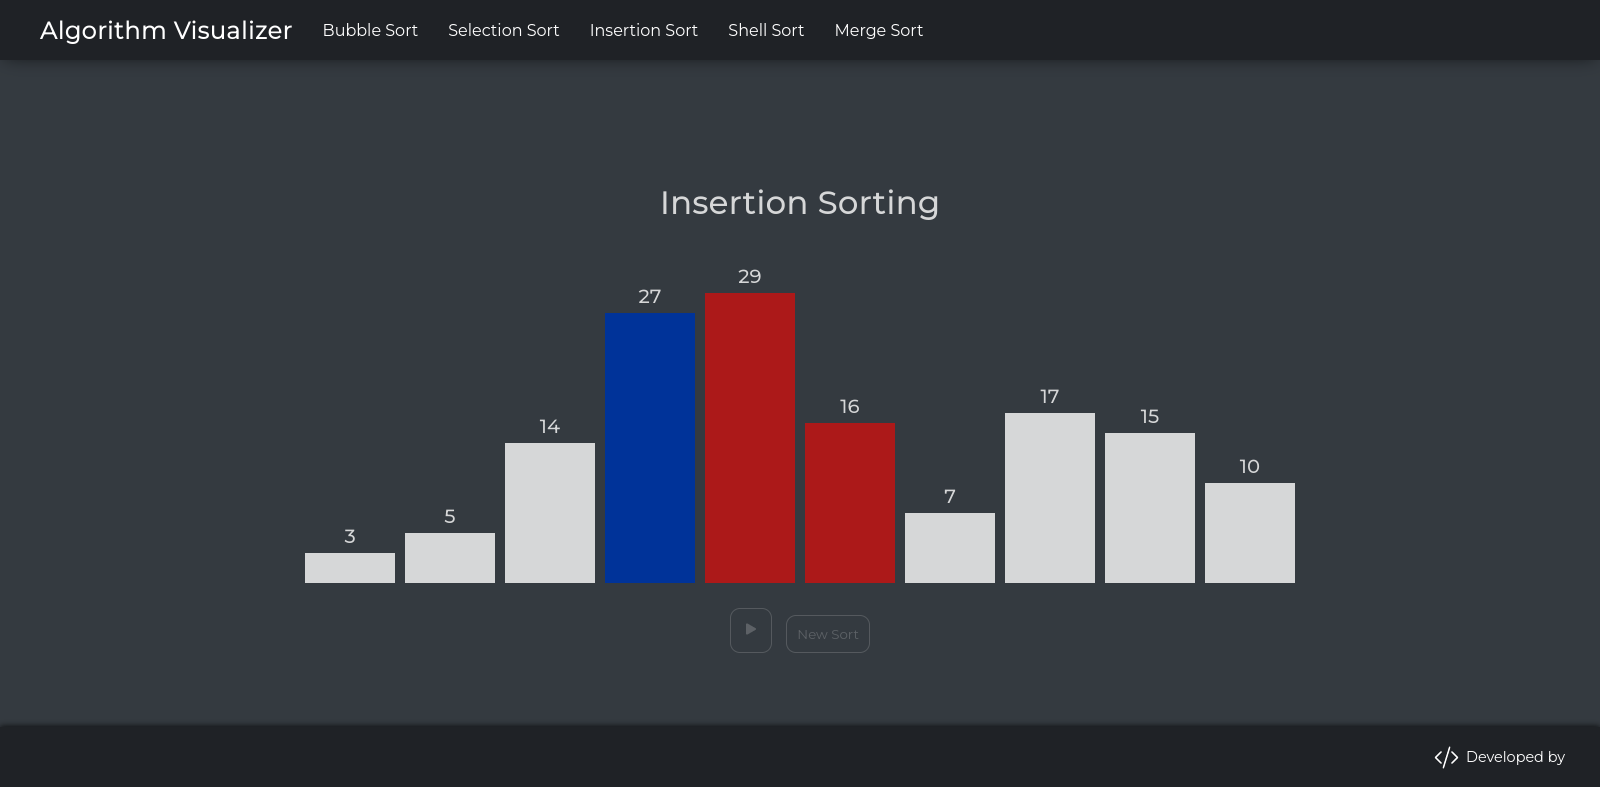 Algorithm Visualizer Bubble Sort Selection Sort Insertion Sort Shell Sort Merge Sort
Insertion Sorting
3 5 14 27 29 16 7 17 15 10
New Sort
</> Developed by